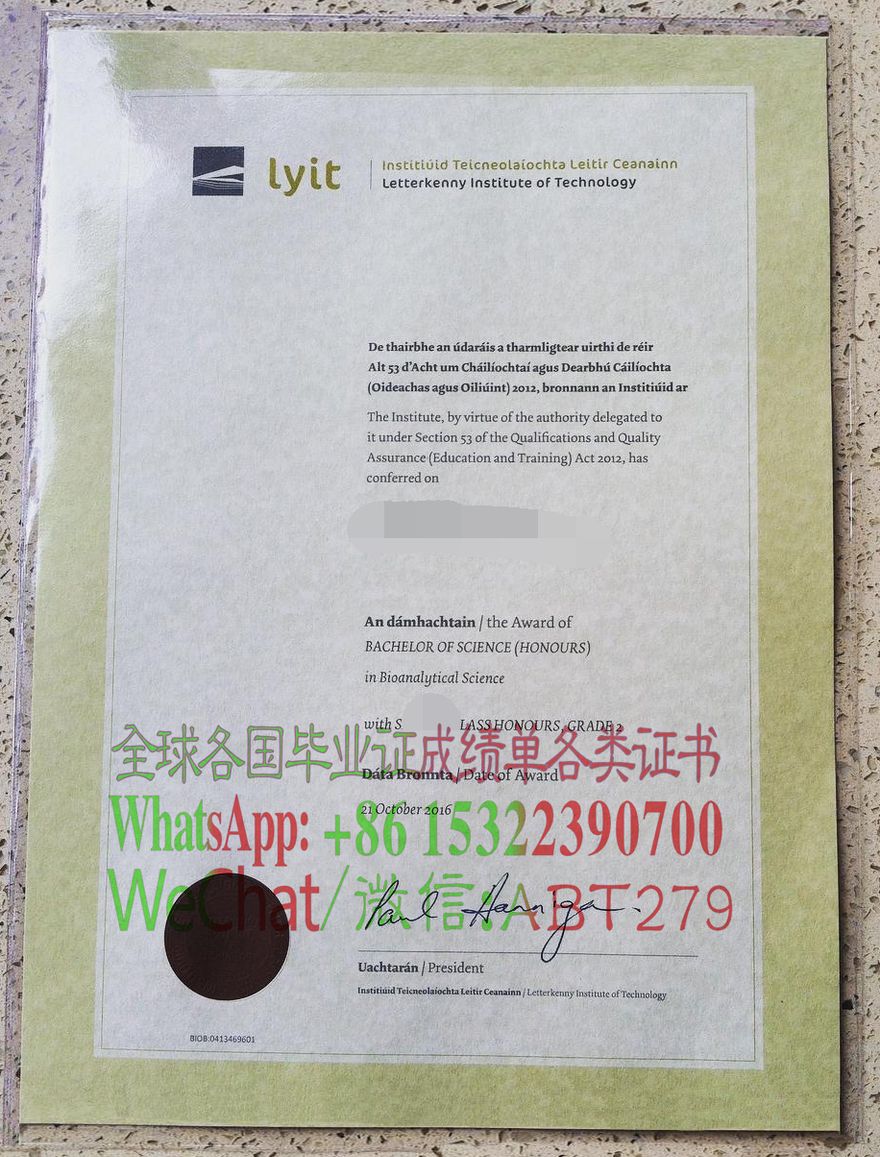 lyit
Institiúid Teicneolaíochta Leitir Ceanainn
Letterkenny Institute of Technology
De thairbhe an údaráis a tharmligtear uirthi de réir
Alt 53 d'Acht um Cháilíochtaí agus Dearbhú Cáilíochta
(Oideachas agus Oiliúint) 2012, bronnann an Institiúid ar
The Institute, by virtue of the authority delegated to
it under Section 53 of the Qualifications and Quality
Assurance (Education and Training) Act 2012, has
conferred on
An dámhachtain / the Award of
BACHELOR OF SCIENCE (HONOURS)
in Bioanalytical Science
with S LASS HONOURS, GRADE 2
全球各国毕业证成绩单各类证书
Dáta Bronnta / Date of Award
21 October 2016
WhatsApp: +86 15322390700
WeChat/微信:ABT279
Paul Hannigan
Uachtarán / President
Institiúid Teicneolaíochta Leitir Ceanainn / Letterkenny Institute of Technology
BIOB:0413469601